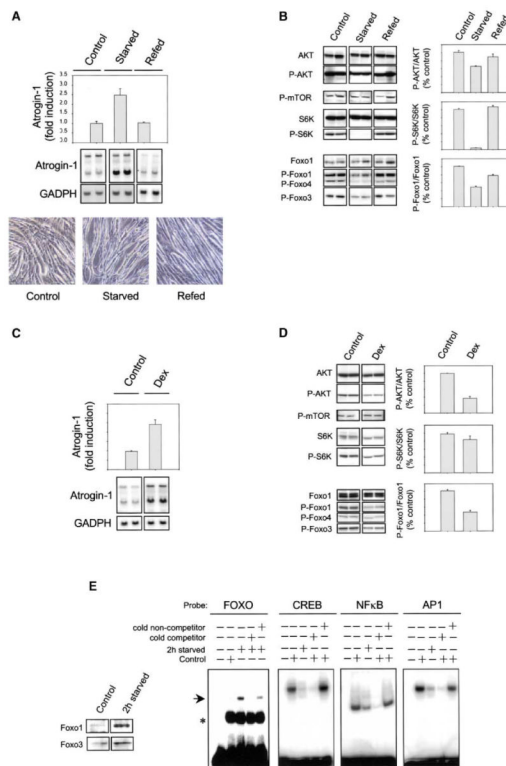 A
Control
Starved
Refed
Atrogin-1
(fold induction)
3.5
3.0
2.5
2.0
1.5
1.0
Atrogin-1
GADPH
Control
Starved
Refed
B
Control
Starved
Refed
AKT
P-AKT
P-mTOR
S6K
P-S6K
Foxo1
P-Foxo1
P-Foxo4
P-Foxo3
Control
Starved
Refed
P-AKT/AKT
(% control)
P-S6K/S6K
(% control)
P-Foxo1/Foxo1
(% control)
C
Control
Dex
Atrogin-1
(fold induction)
Atrogin-1
GADPH
D
Control
Dex
AKT
P-AKT
P-mTOR
S6K
P-S6K
Foxo1
P-Foxo1
P-Foxo4
P-Foxo3
Control
Dex
P-AKT/AKT
(% control)
P-S6K/S6K
(% control)
P-Foxo1/Foxo1
(% control)
E
Probe: FOXO CREB NFκB AP1
cold non-competitor − − − + − − − + − − − + − − − +
cold competitor − − + − − − + − − − + − − − + −
2h starved
Control
*
Control
2h starved
Foxo1
Foxo3